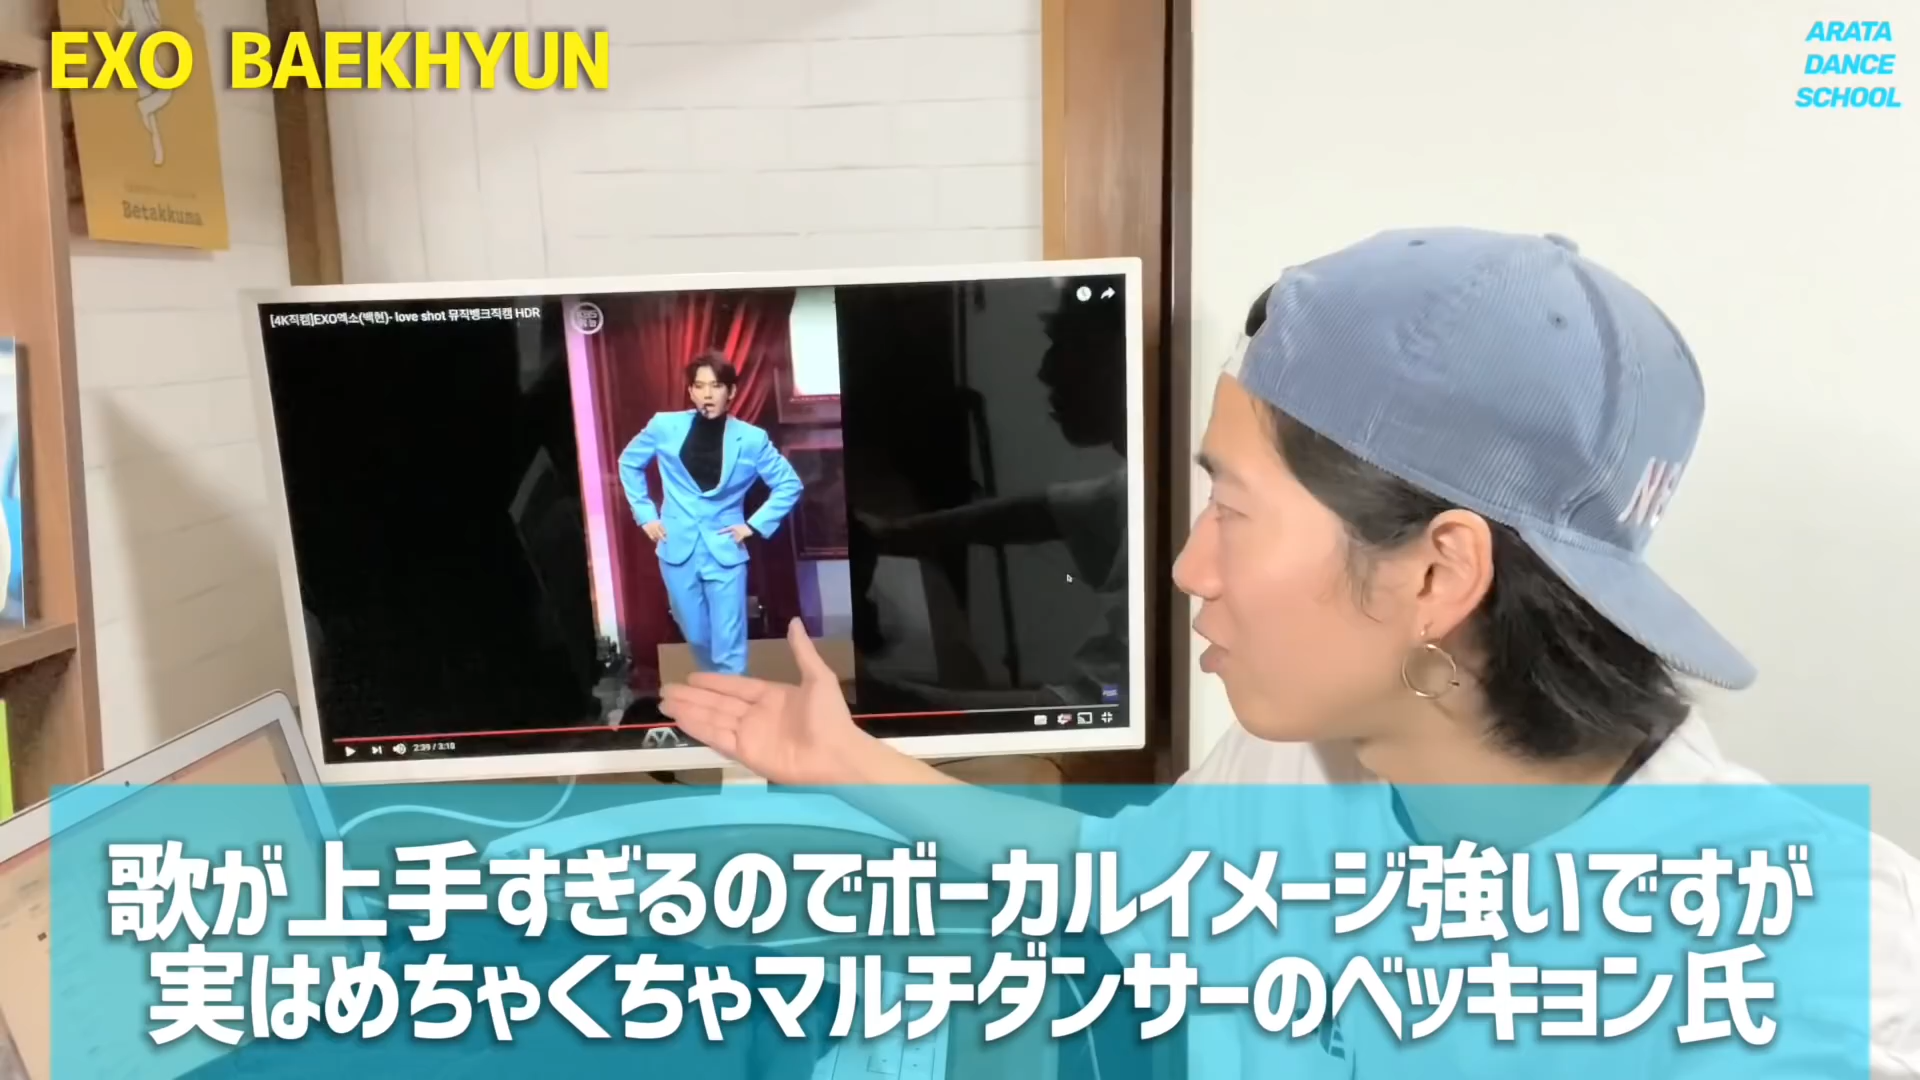 EXO BAEKHYUN
ARATA
DANCE
SCHOOL
Betakkuma
[4K직캠]EXO엑소(백현)- love shot 뮤직뱅크직캠 HDR
2:39 / 3:18
歌が上手すぎるのでボーカルイメージ強いですが
実はめちゃくちゃマルチダンサーのベッキョン氏